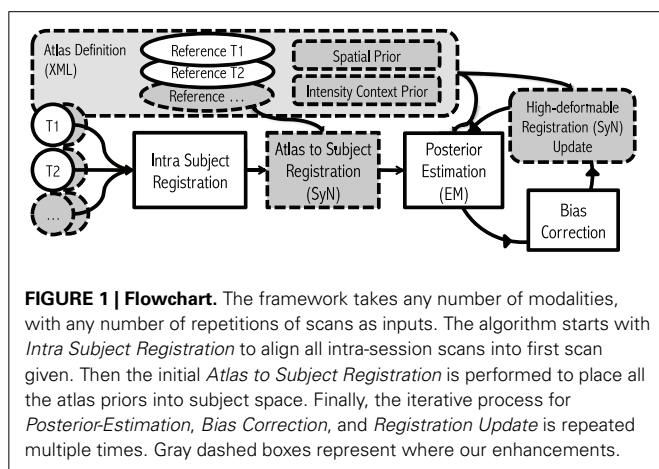 Atlas Definition
(XML)
Reference T1
Reference T2
Reference ...
Spatial Prior
Intensity Context Prior
T1
T2
...
Intra Subject
Registration
Atlas to Subject
Registration
(SyN)
Posterior
Estimation
(EM)
High-deformable
Registration (SyN)
Update
Bias
Correction
FIGURE 1 | Flowchart. The framework takes any number of modalities,
with any number of repetitions of scans as inputs. The algorithm starts with
Intra Subject Registration to align all intra-session scans into first scan
given. Then the initial Atlas to Subject Registration is performed to place all
the atlas priors into subject space. Finally, the iterative process for
Posterior-Estimation, Bias Correction, and Registration Update is repeated
multiple times. Gray dashed boxes represent where our enhancements.